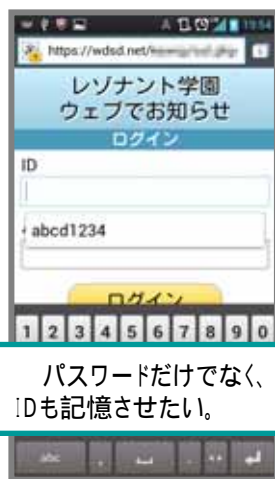 19:54
https://wdsd.net/
レゾナント学園
ウェブでお知らせ
ログイン
ID
abcd1234
ログイン
1 2 3 4 5 6 7 8 9 0
パスワードだけでなく、
IDも記憶させたい。
abc , .